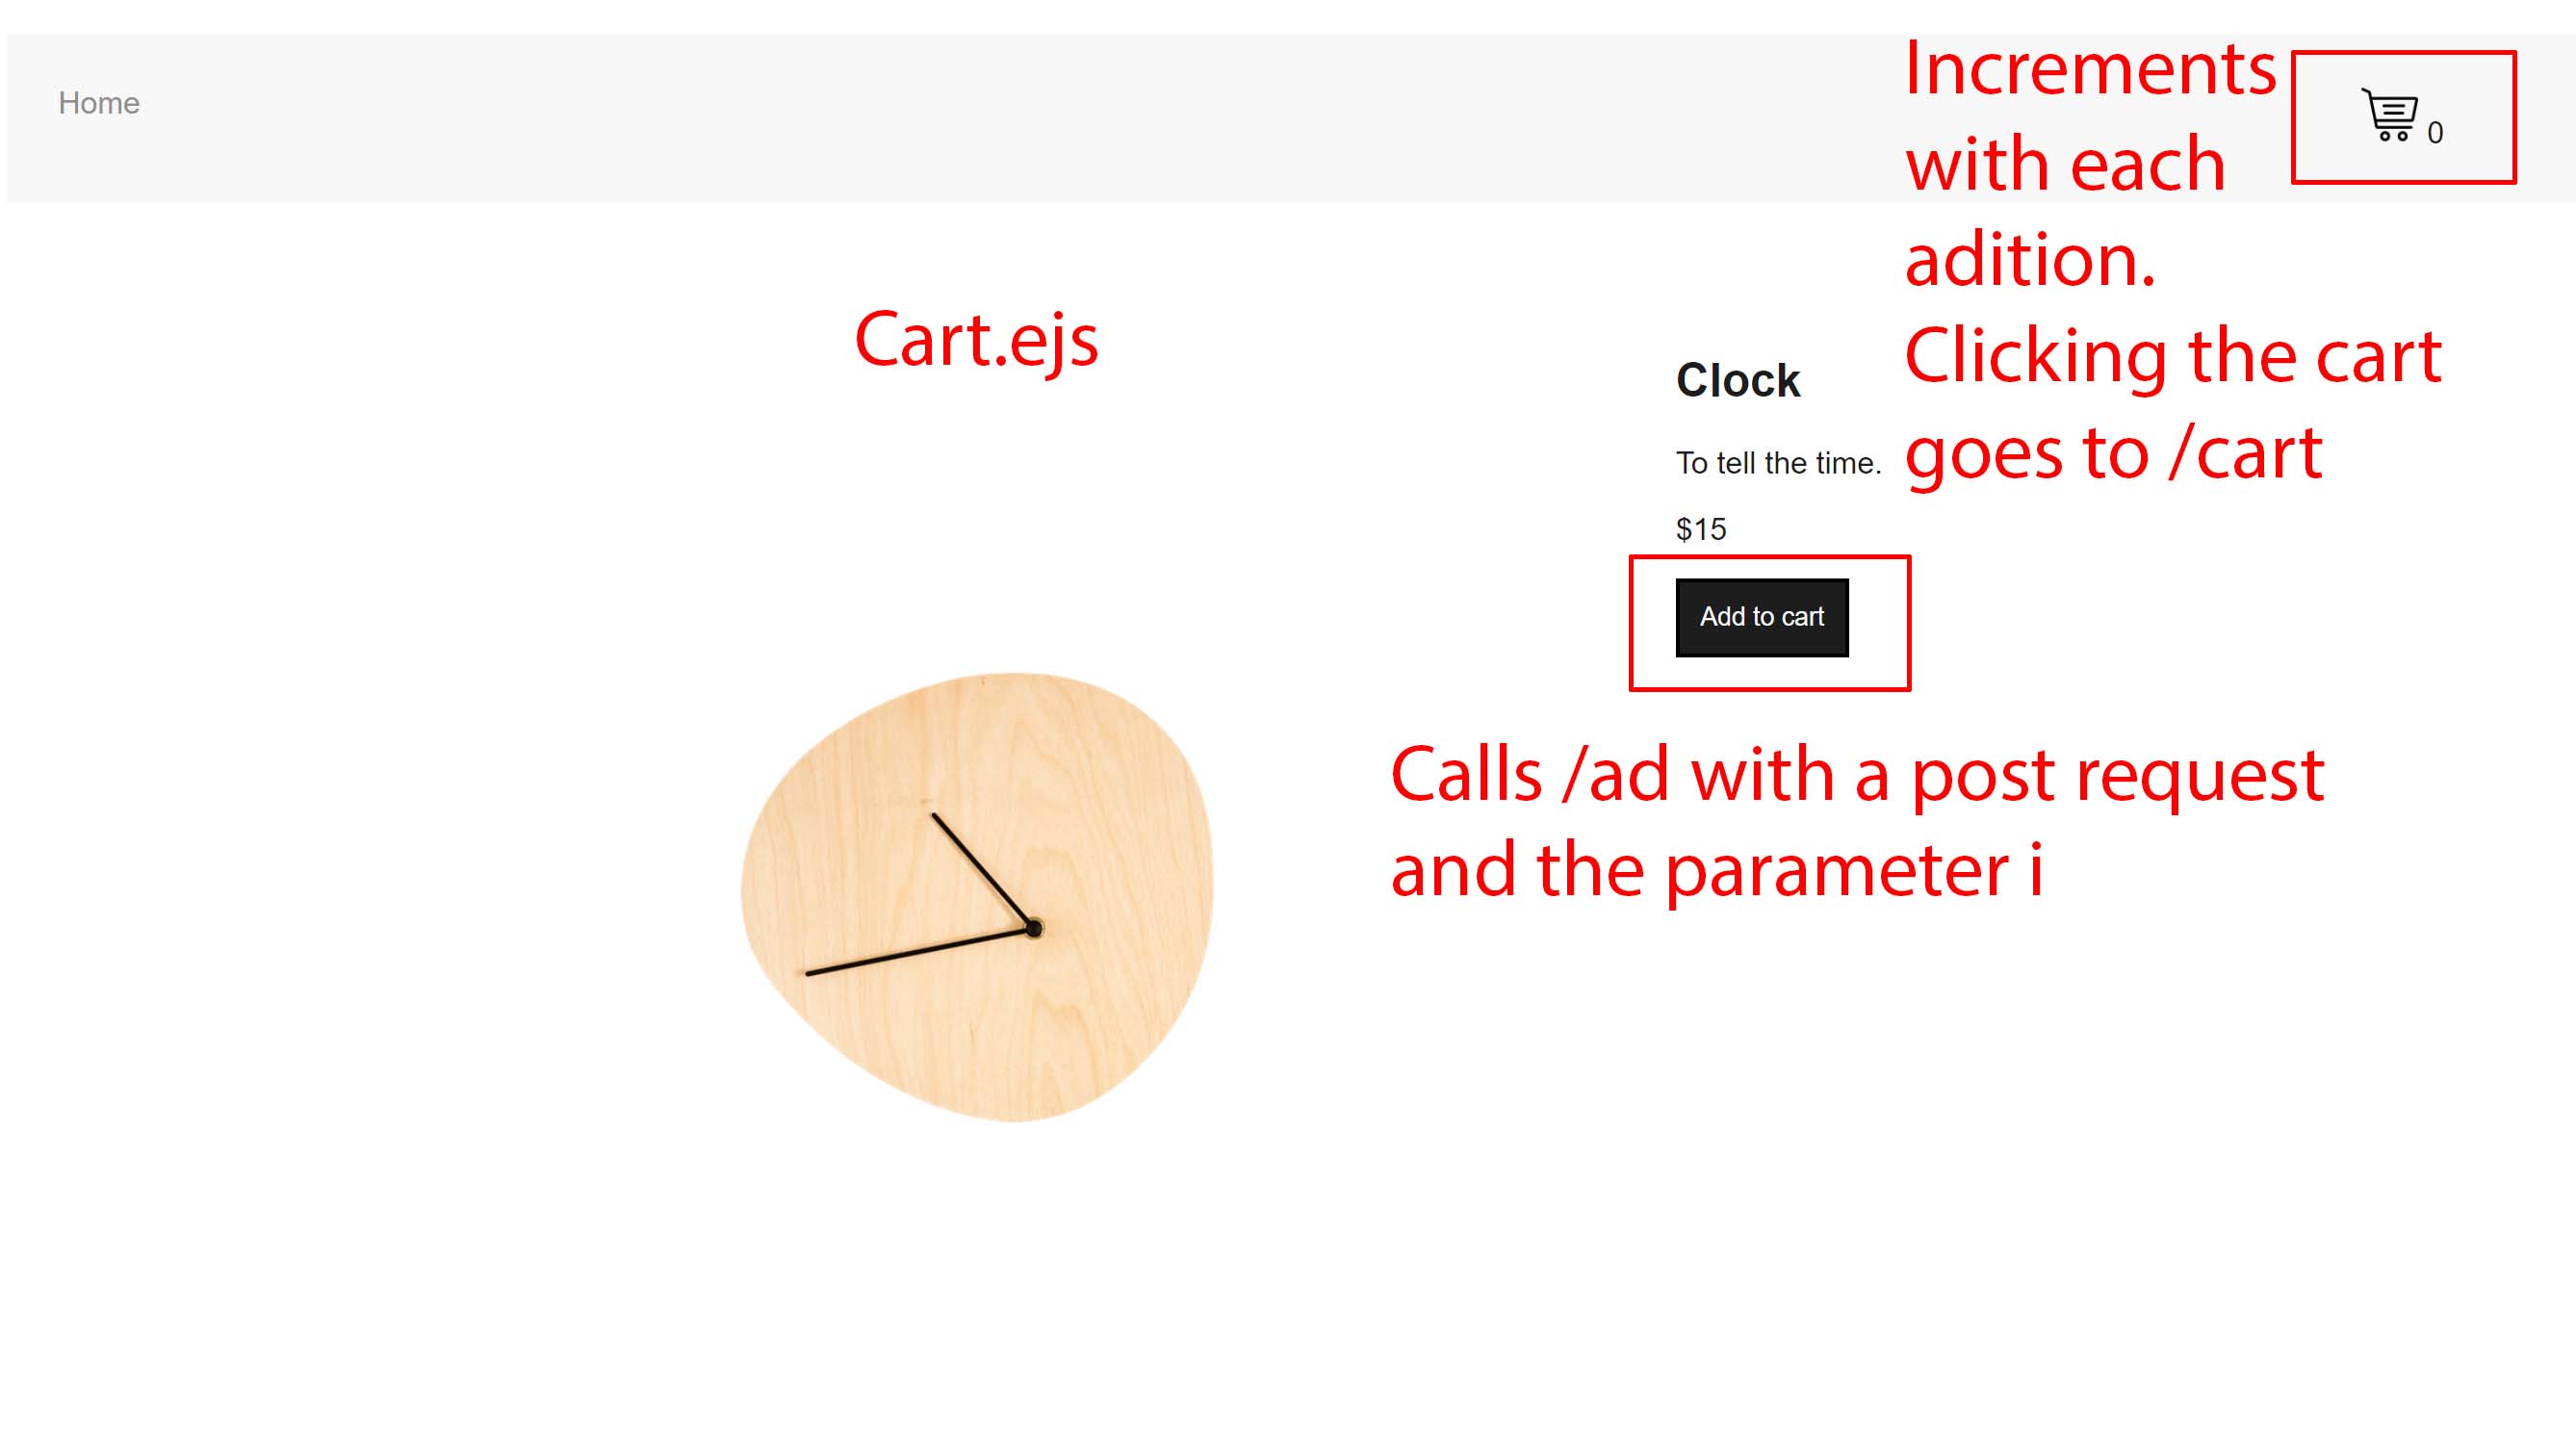 Home
Increments
with each
adition.
Clicking the cart
goes to /cart
0
Cart.ejs
Clock
To tell the time.
$15
Add to cart
Calls /ad with a post request
and the parameter i